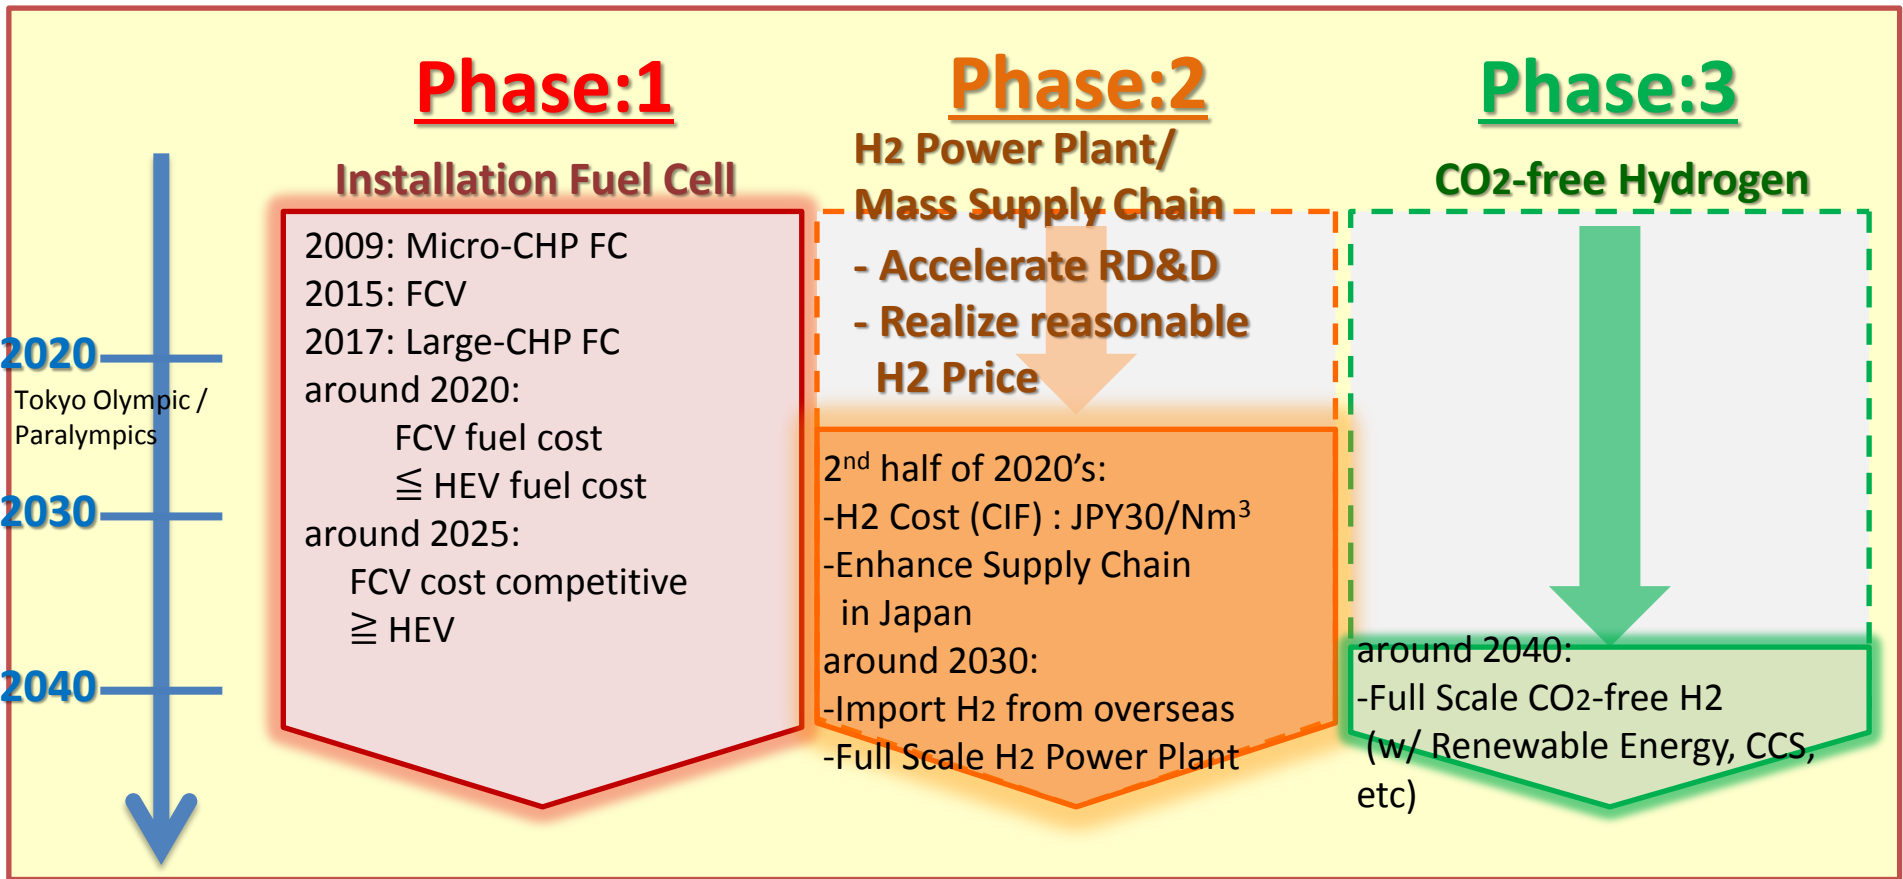 Phase:1
Installation Fuel Cell
2009: Micro-CHP FC
2015: FCV
2017: Large-CHP FC
around 2020:
FCV fuel cost
≦ HEV fuel cost
around 2025:
FCV cost competitive
≧ HEV
Phase:2
H2 Power Plant/
Mass Supply Chain
- Accelerate RD&D
- Realize reasonable
H2 Price
2nd half of 2020's:
-H2 Cost (CIF) : JPY30/Nm³
-Enhance Supply Chain
in Japan
around 2030:
-Import H2 from overseas
-Full Scale H2 Power Plant
Phase:3
CO2-free Hydrogen
around 2040:
-Full Scale CO2-free H2
(w/ Renewable Energy, CCS,
etc)
2020
Tokyo Olympic /
Paralympics
2030
2040